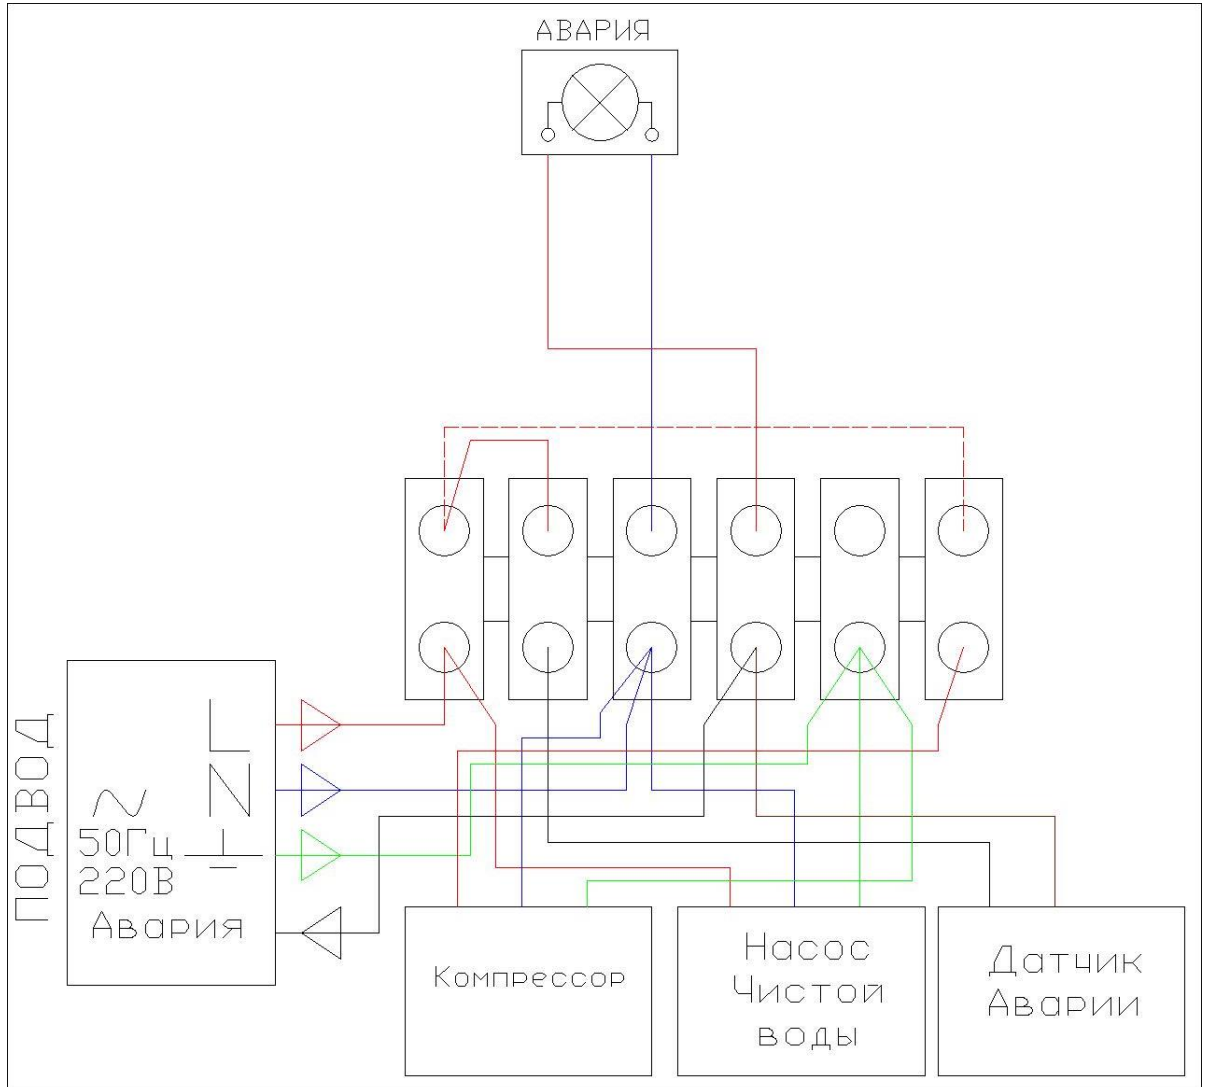 АВАРИЯ
ПОДВОД
L
N
50Гц
220В
Авария
Компрессор
Насос
Чистой
воды
Датчик
Аварии